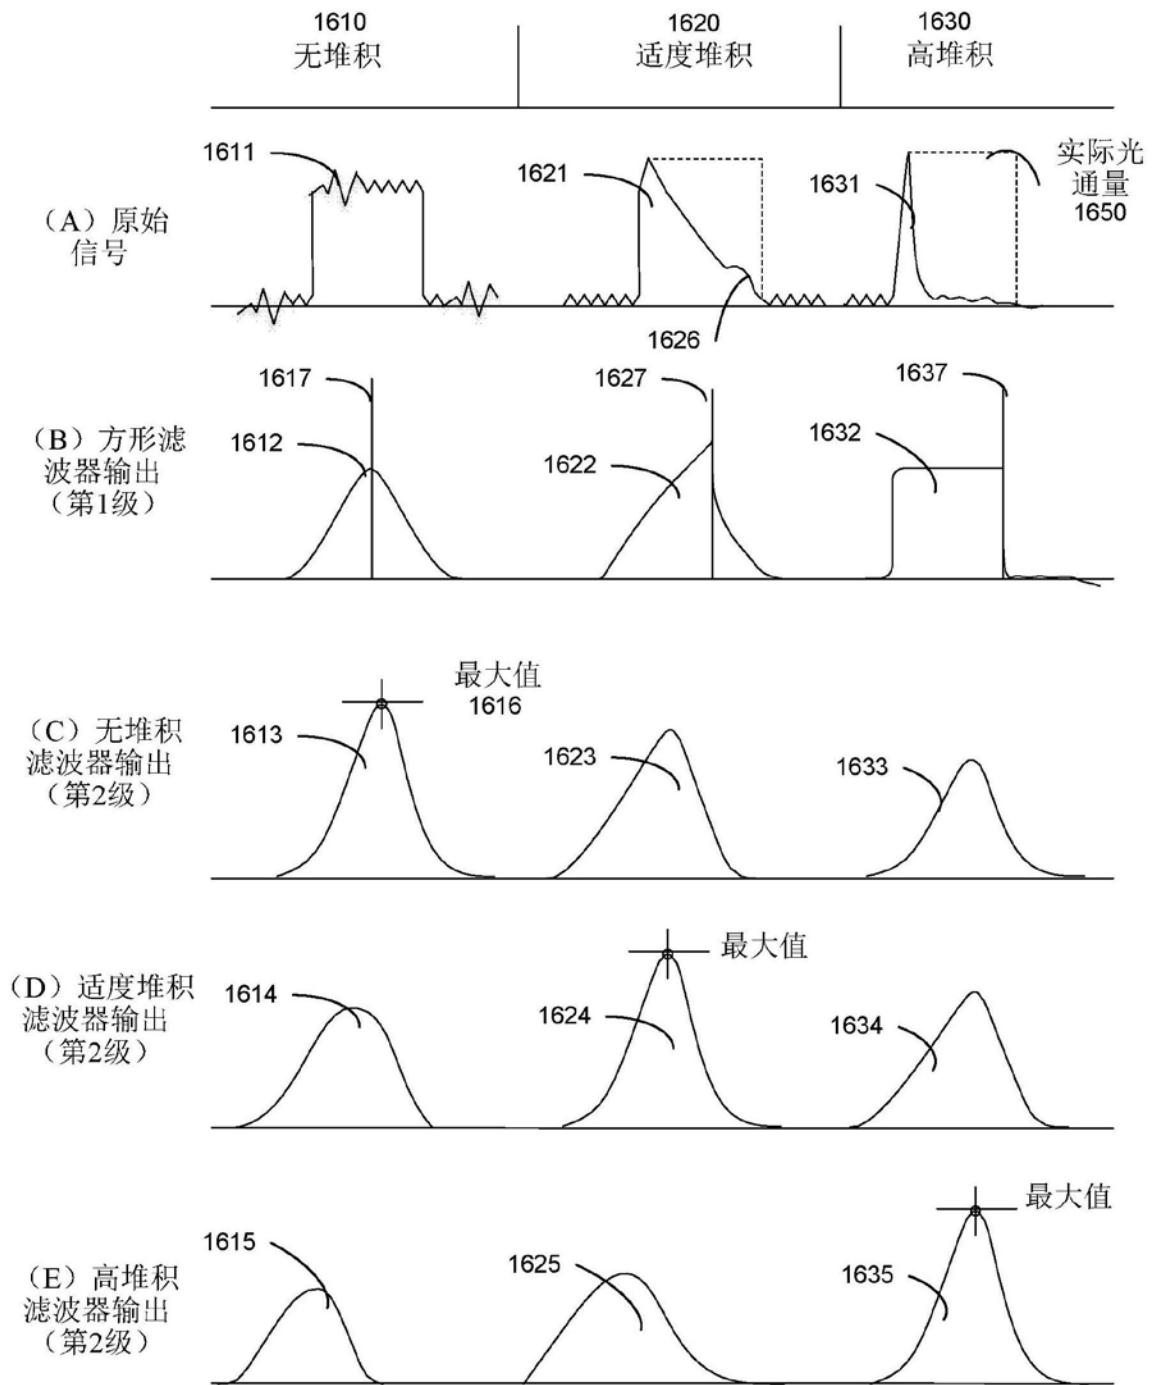 1610
无堆积
1620
适度堆积
1630
高堆积
1611
1621
1631
实际光
通量
1650
（A）原始
信号
1626
1617
1627
1637
1612
1622
1632
（B）方形滤
波器输出
（第1级）
最大值
1616
1613
1623
1633
（C）无堆积
滤波器输出
（第2级）
最大值
1614
1624
1634
（D）适度堆积
滤波器输出
（第2级）
最大值
1615
1625
1635
（E）高堆积
滤波器输出
（第2级）